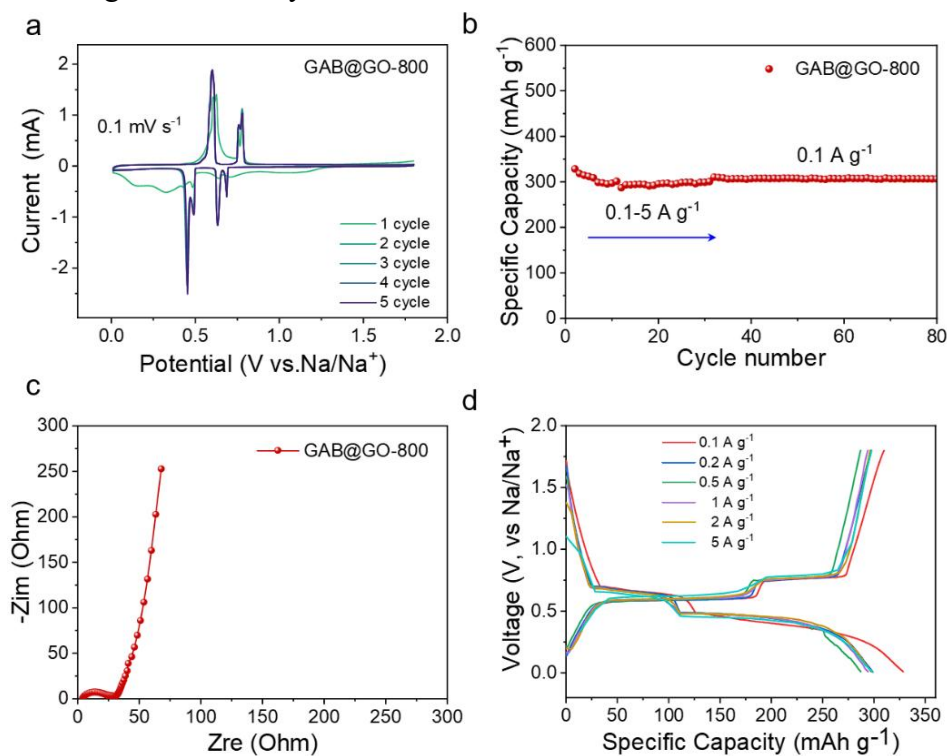 a
GAB@GO-800
0.1 mV s⁻¹
Current (mA)
2
1
0
-1
-2
1 cycle
2 cycle
3 cycle
4 cycle
5 cycle
0.0
0.5
1.0
1.5
2.0
Potential (V vs.Na/Na⁺)
b
GAB@GO-800
Specific Capacity (mAh g⁻¹)
600
500
400
300
200
100
0
0.1 A g⁻¹
0.1-5 A g⁻¹
0
20
40
60
80
Cycle number
c
GAB@GO-800
-Zim (Ohm)
300
250
200
150
100
50
0
0
50
100
150
200
250
300
Zre (Ohm)
d
Voltage (V, vs Na/Na⁺)
2.0
1.5
1.0
0.5
0.0
0.1 A g⁻¹
0.2 A g⁻¹
0.5 A g⁻¹
1 A g⁻¹
2 A g⁻¹
5 A g⁻¹
0
50
100
150
200
250
300
350
Specific Capacity (mAh g⁻¹)